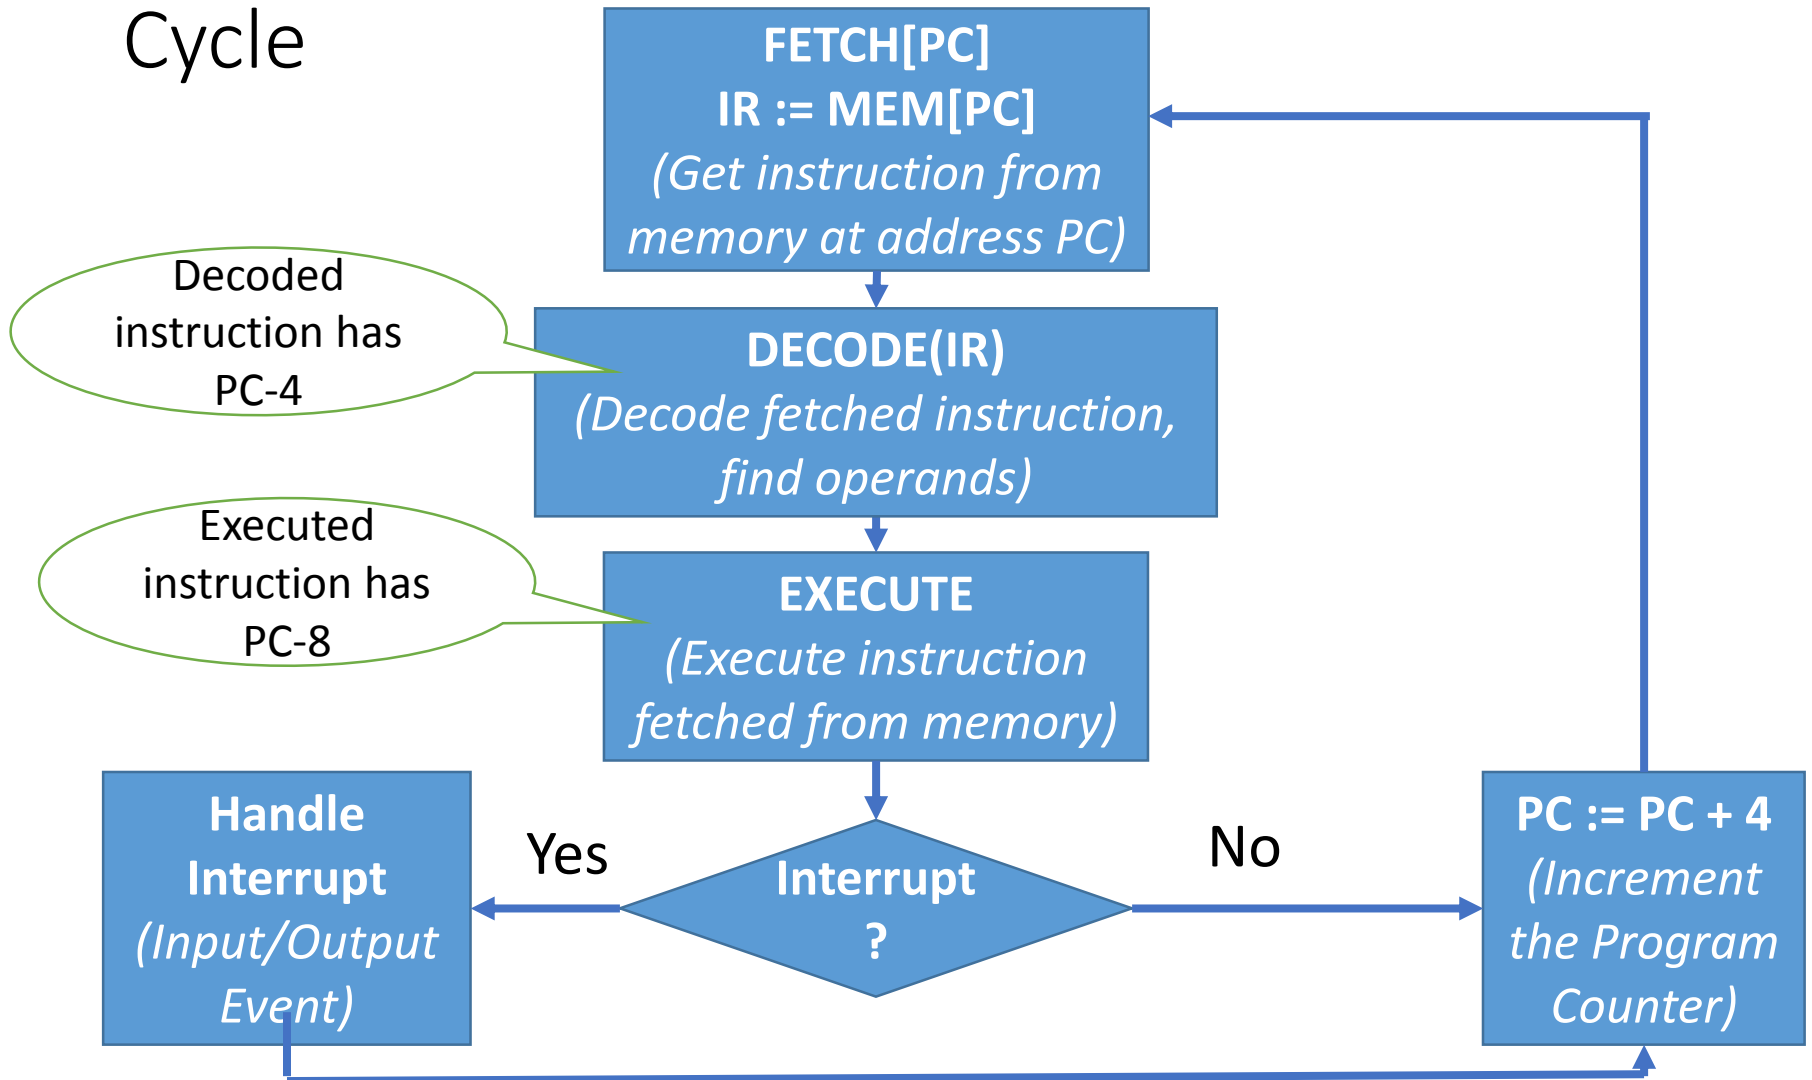 Cycle
FETCH[PC]
IR := MEM[PC]
(Get instruction from
memory at address PC)
Decoded
instruction has
PC-4
DECODE(IR)
(Decode fetched instruction,
find operands)
Executed
instruction has
PC-8
EXECUTE
(Execute instruction
fetched from memory)
Handle
Interrupt
(Input/Output
Event)
Yes
Interrupt
?
No
PC := PC + 4
(Increment
the Program
Counter)